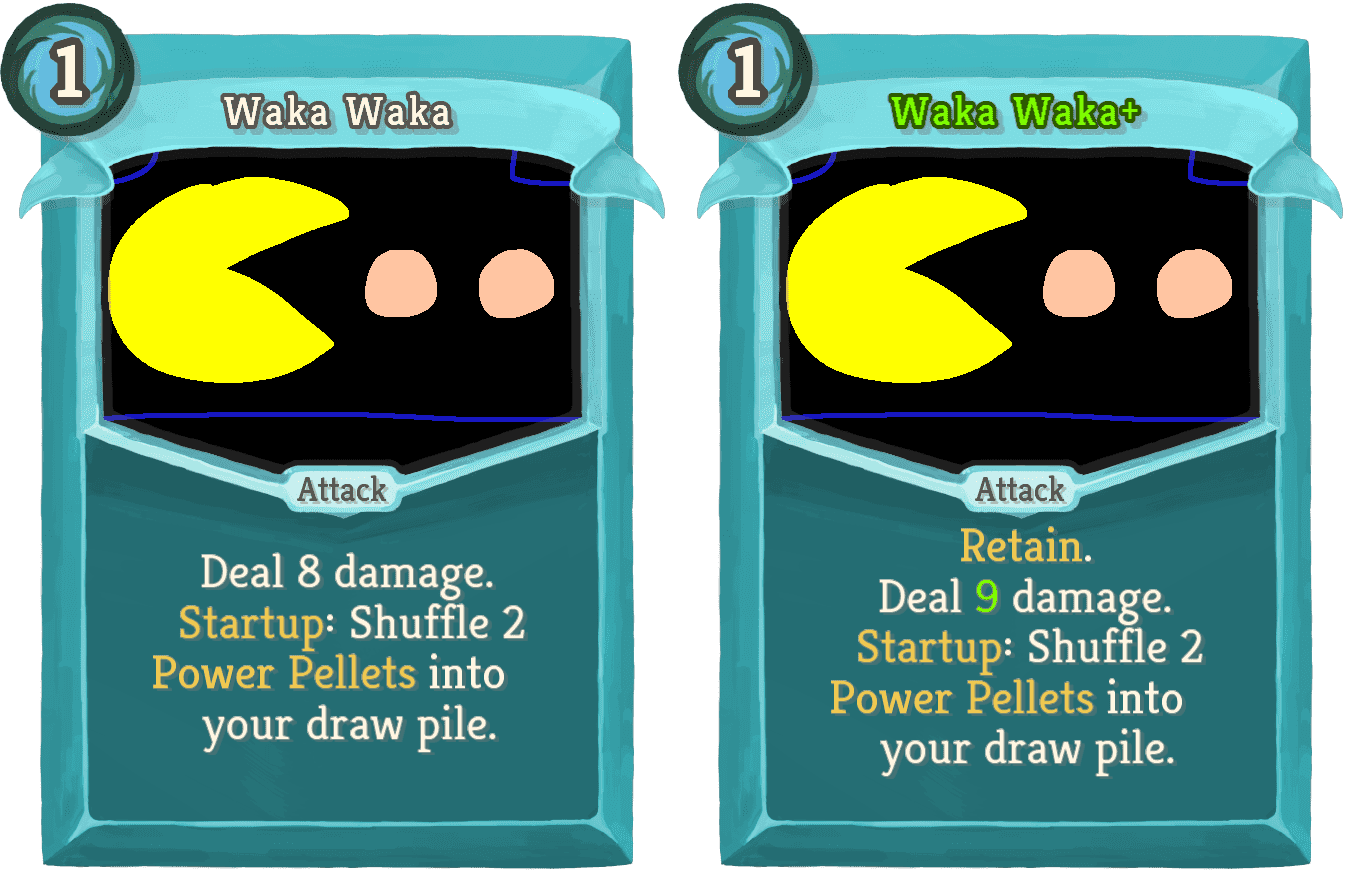 1
Waka Waka
Attack
Deal 8 damage.
Startup: Shuffle 2
Power Pellets into
your draw pile.
1
Waka Waka+
Attack
Retain.
Deal 9 damage.
Startup: Shuffle 2
Power Pellets into
your draw pile.